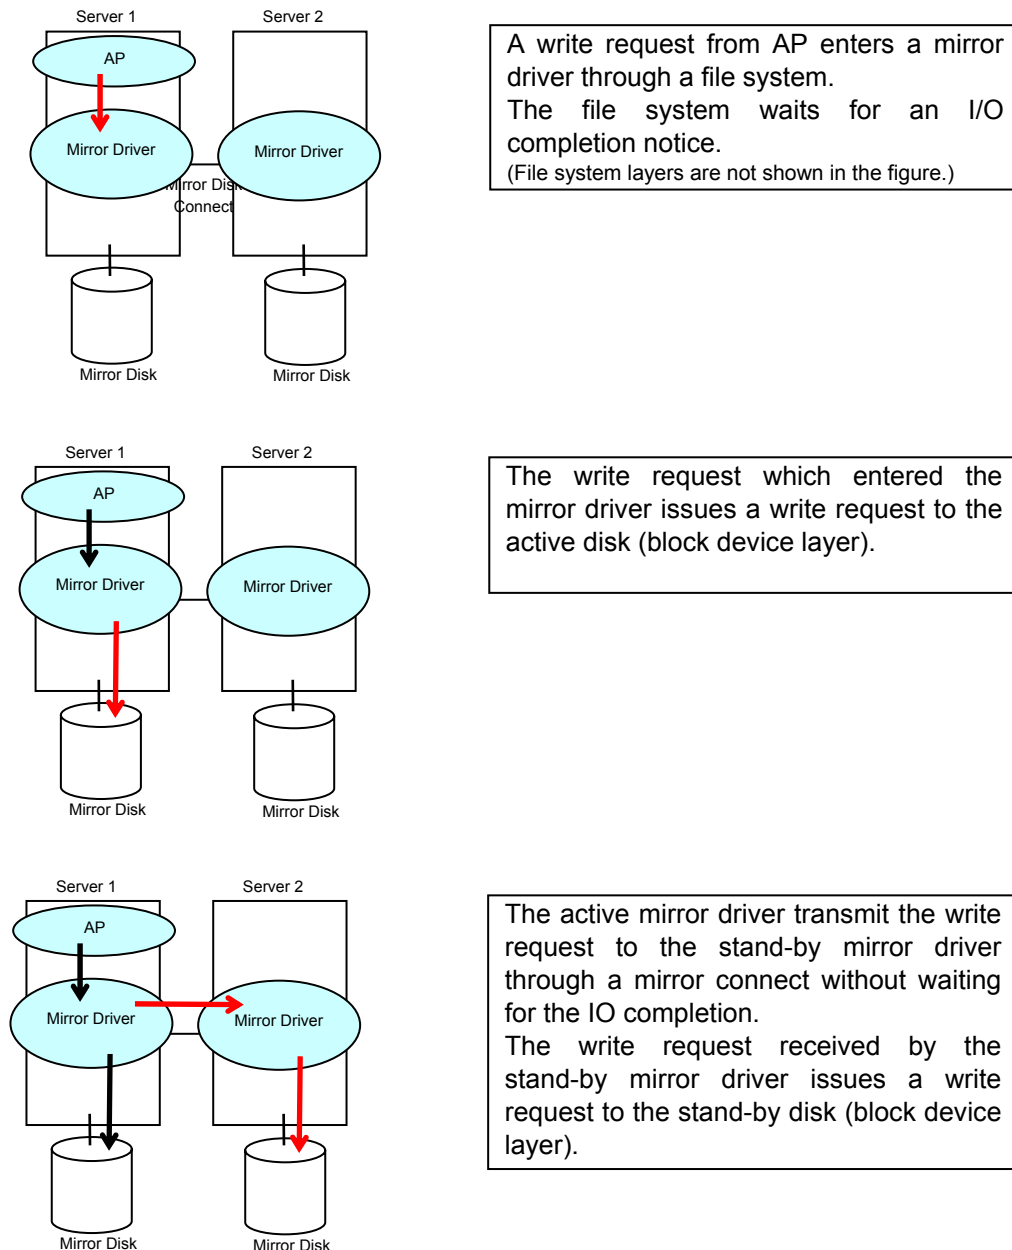 Server 1
Server 2
AP
Mirror Driver
Mirror Driver
Mirror Disk
Connect
Mirror Disk
Mirror Disk
A write request from AP enters a mirror
driver through a file system.
The file system waits for an I/O
completion notice.
(File system layers are not shown in the figure.)
Server 1
Server 2
AP
Mirror Driver
Mirror Driver
Mirror Disk
Mirror Disk
The write request which entered the
mirror driver issues a write request to the
active disk (block device layer).
Server 1
Server 2
AP
Mirror Driver
Mirror Driver
Mirror Disk
Mirror Disk
The active mirror driver transmit the write
request to the stand-by mirror driver
through a mirror connect without waiting
for the IO completion.
The write request received by the
stand-by mirror driver issues a write
request to the stand-by disk (block device
layer).